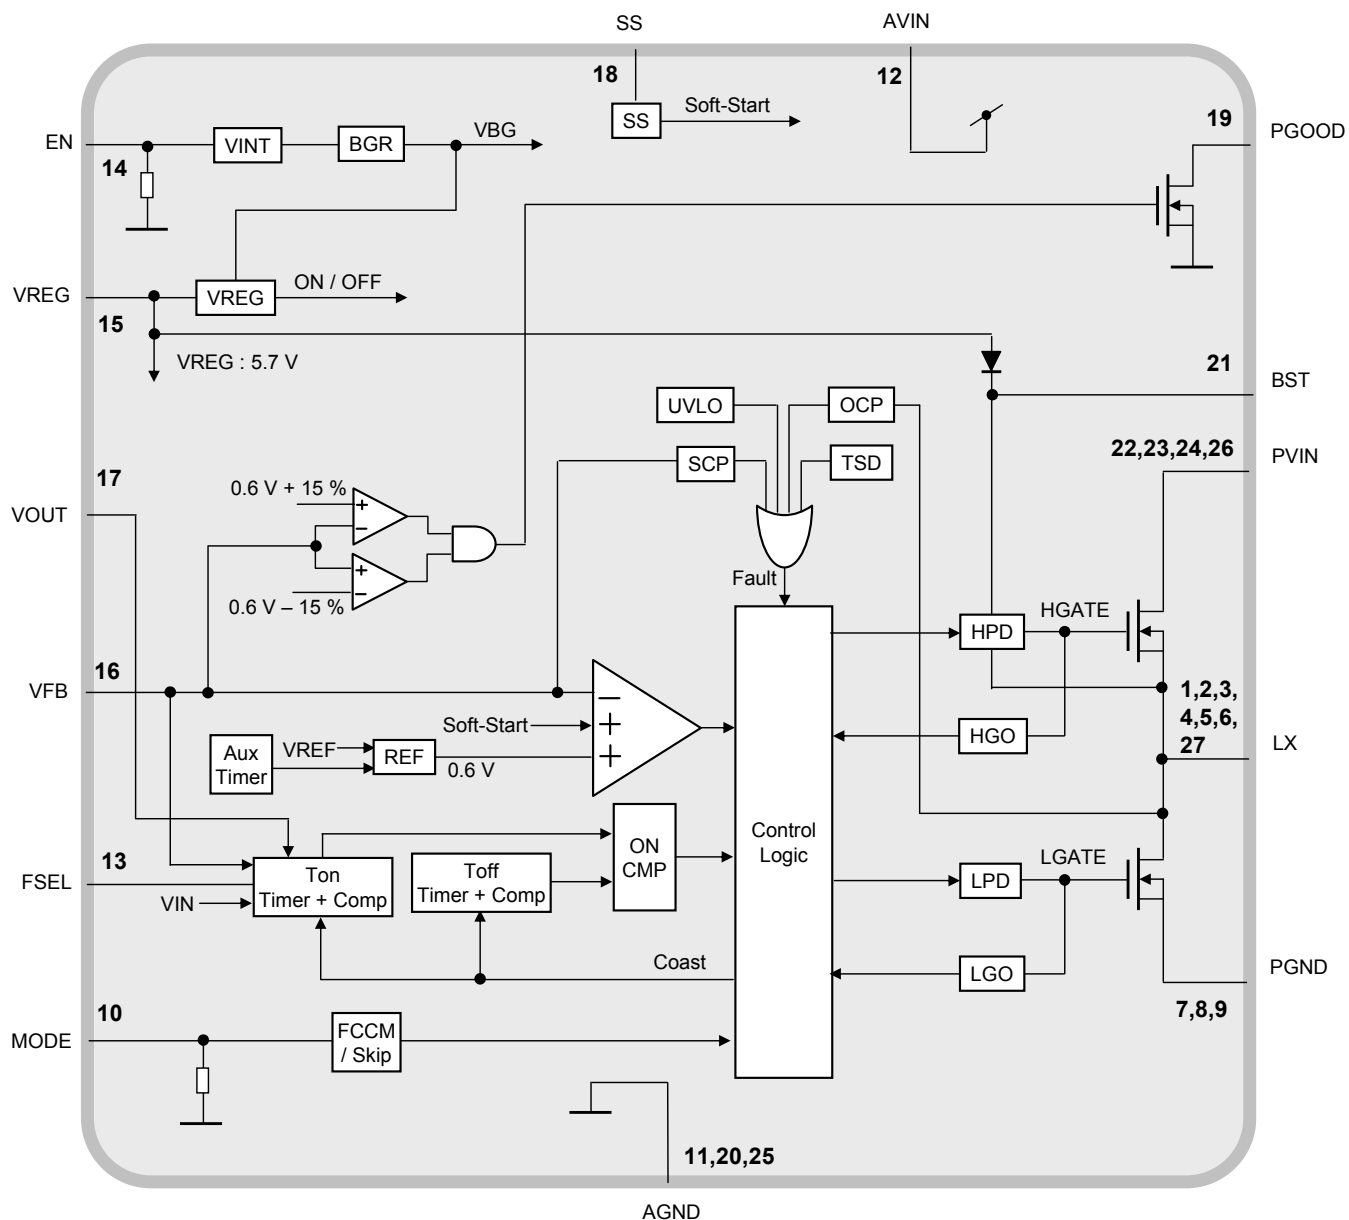 SS
AVIN
18
12
SS
Soft-Start
19
PGOOD
EN
14
VINT
BGR
VBG
VREG
15
VREG
ON / OFF
VREG : 5.7 V
21
BST
UVLO
OCP
SCP
TSD
22,23,24,26
PVIN
17
VOUT
0.6 V + 15 %
+
−
+
−
0.6 V – 15 %
Fault
HPD
HGATE
16
VFB
−
+
+
Soft-Start
1,2,3,
4,5,6,
27
LX
HGO
Aux
Timer
VREF
REF
0.6 V
Control
Logic
ON
CMP
13
FSEL
VIN
Ton
Timer + Comp
Toff
Timer + Comp
LPD
LGATE
Coast
LGO
PGND
7,8,9
10
MODE
FCCM
/ Skip
11,20,25
AGND